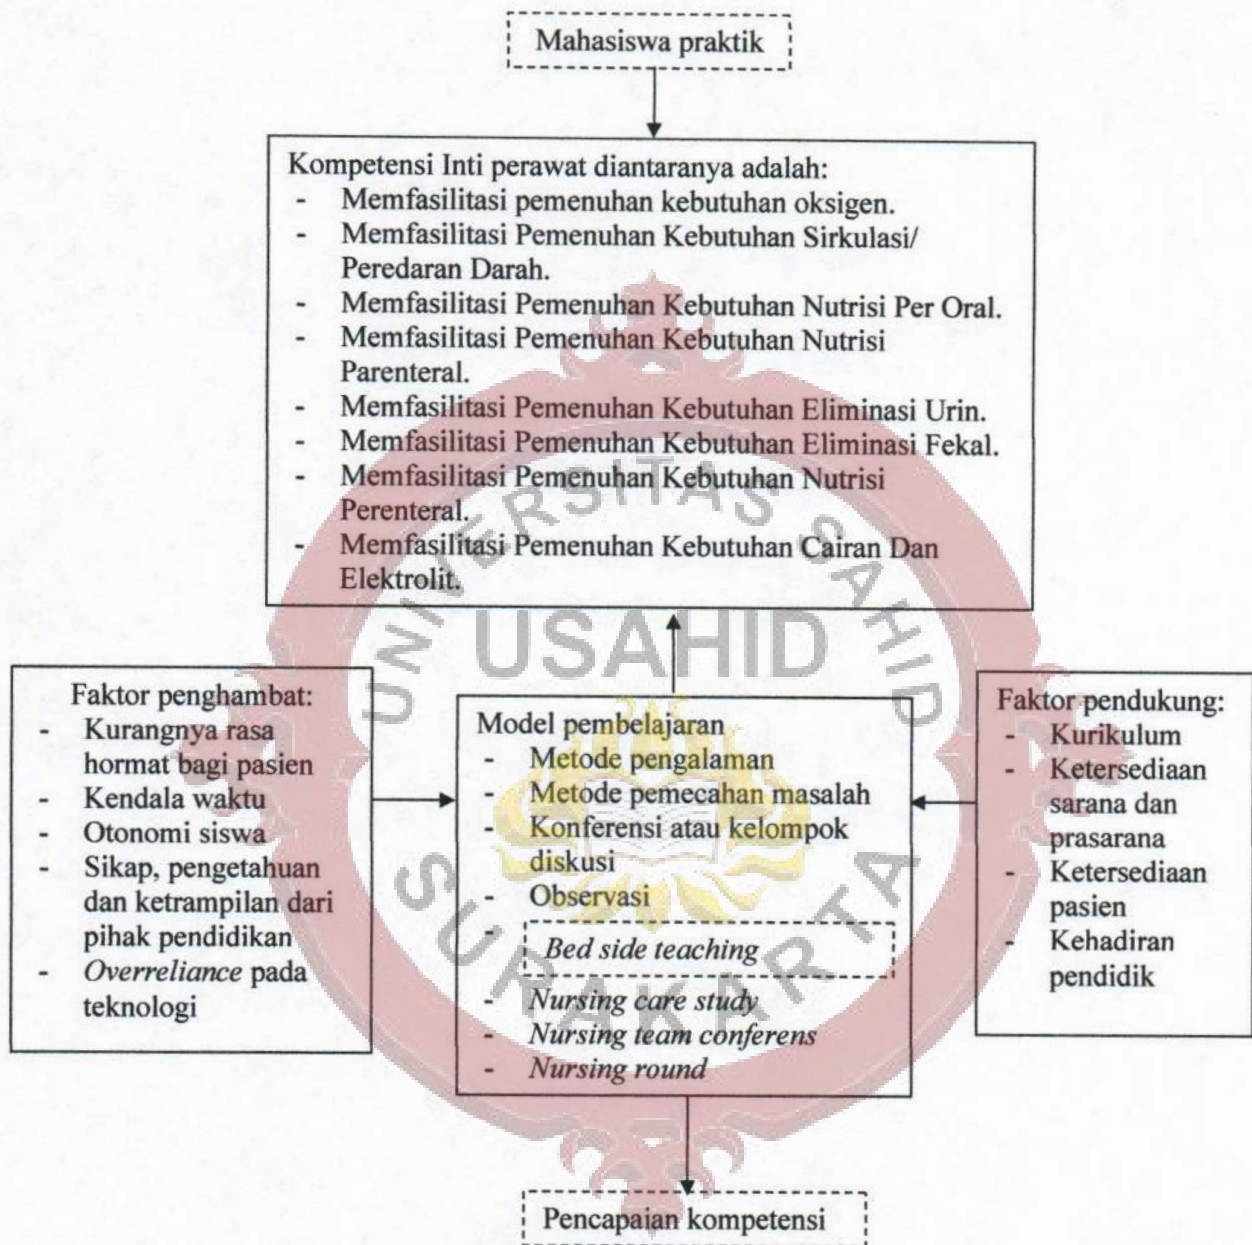 Mahasiswa praktik
Kompetensi Inti perawat diantaranya adalah:
- Memfasilitasi pemenuhan kebutuhan oksigen.
- Memfasilitasi Pemenuhan Kebutuhan Sirkulasi/
Peredaran Darah.
- Memfasilitasi Pemenuhan Kebutuhan Nutrisi Per Oral.
- Memfasilitasi Pemenuhan Kebutuhan Nutrisi
Parenteral.
- Memfasilitasi Pemenuhan Kebutuhan Eliminasi Urin.
- Memfasilitasi Pemenuhan Kebutuhan Eliminasi Fekal.
- Memfasilitasi Pemenuhan Kebutuhan Nutrisi
Perenteral.
- Memfasilitasi Pemenuhan Kebutuhan Cairan Dan
Elektrolit.
UNIVERSITAS SAHID
USAHID
SURAKARTA
Faktor penghambat:
- Kurangnya rasa
hormat bagi pasien
- Kendala waktu
- Otonomi siswa
- Sikap, pengetahuan
dan ketrampilan dari
pihak pendidikan
- Overreliance pada
teknologi
Model pembelajaran
- Metode pengalaman
- Metode pemecahan masalah
- Konferensi atau kelompok
diskusi
- Observasi
- Bed side teaching
- Nursing care study
- Nursing team conferens
- Nursing round
Faktor pendukung:
- Kurikulum
- Ketersediaan
sarana dan
prasarana
- Ketersediaan
pasien
- Kehadiran
pendidik
Pencapaian kompetensi